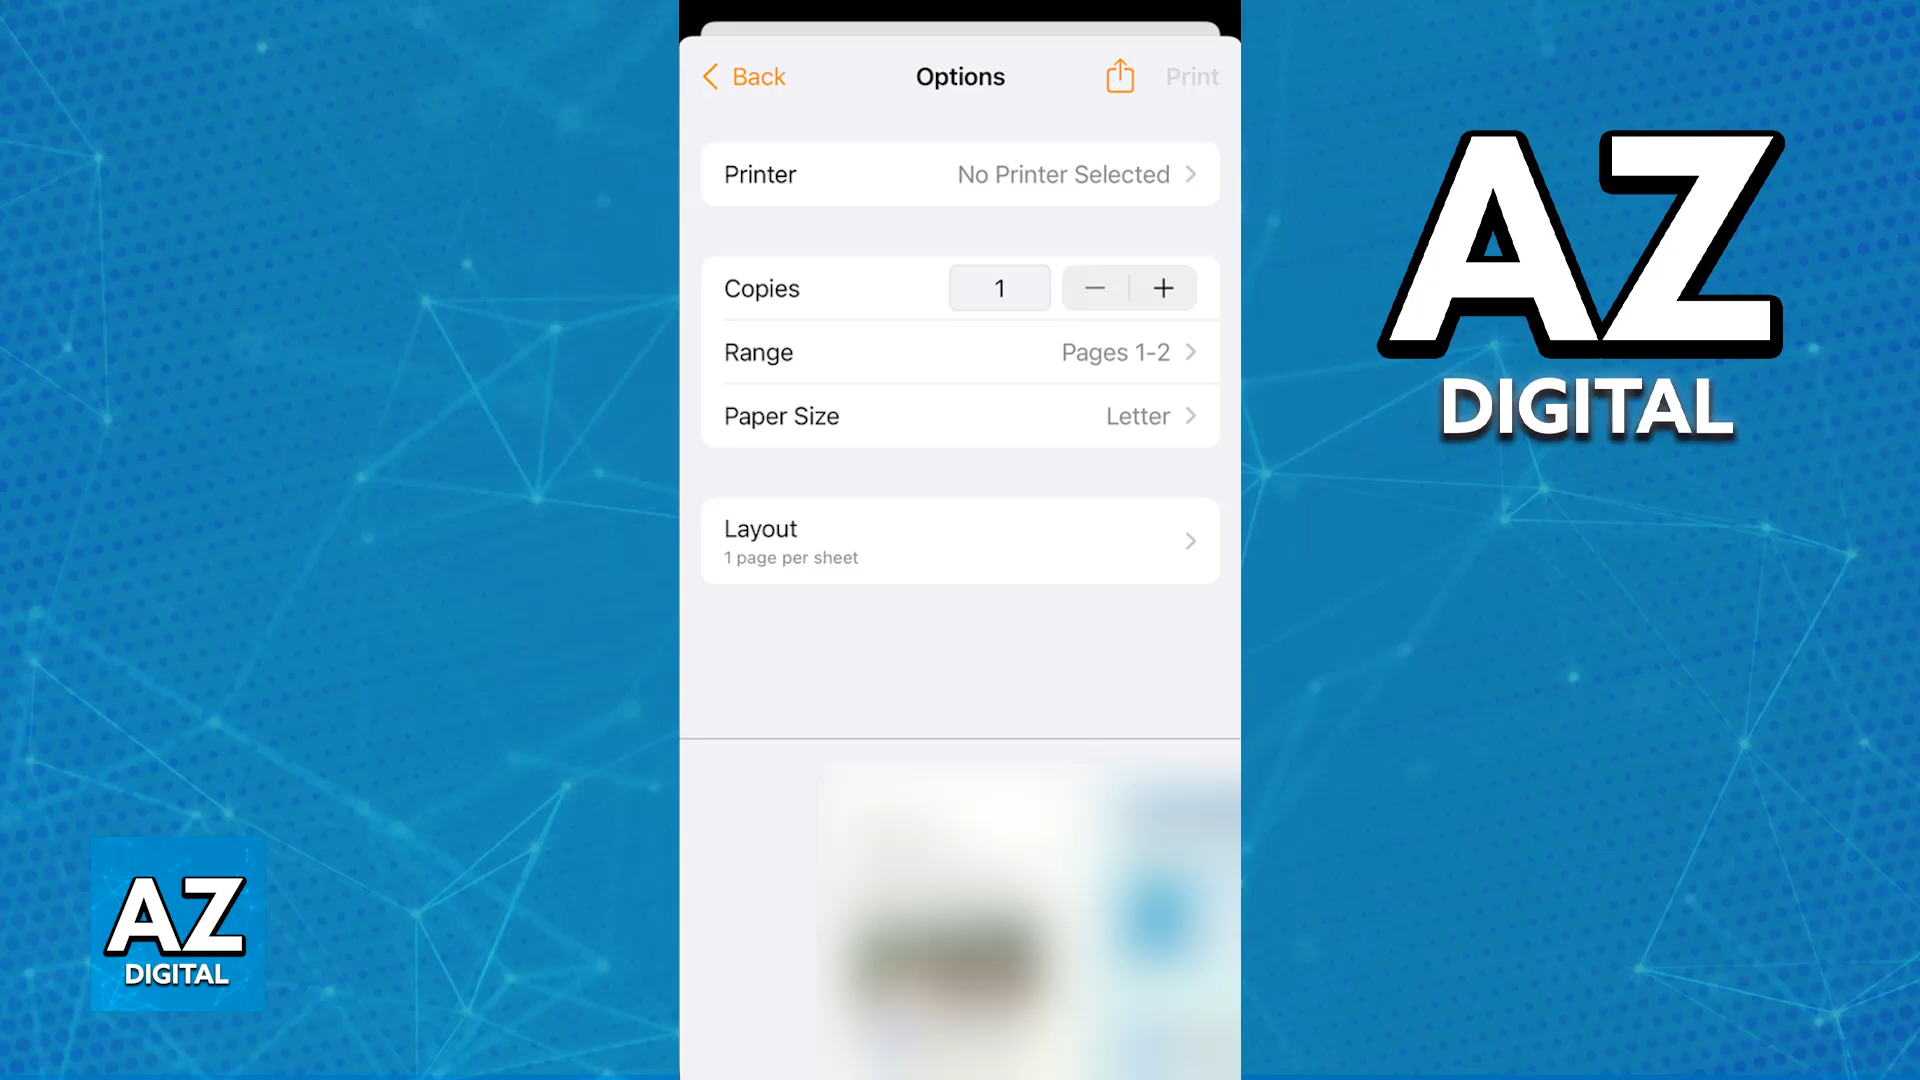 Back
Options
Print
Printer
No Printer Selected
Copies
1
Range
Pages 1-2
Paper Size
Letter
Layout
1 page per sheet
AZ
DIGITAL
AZ
DIGITAL